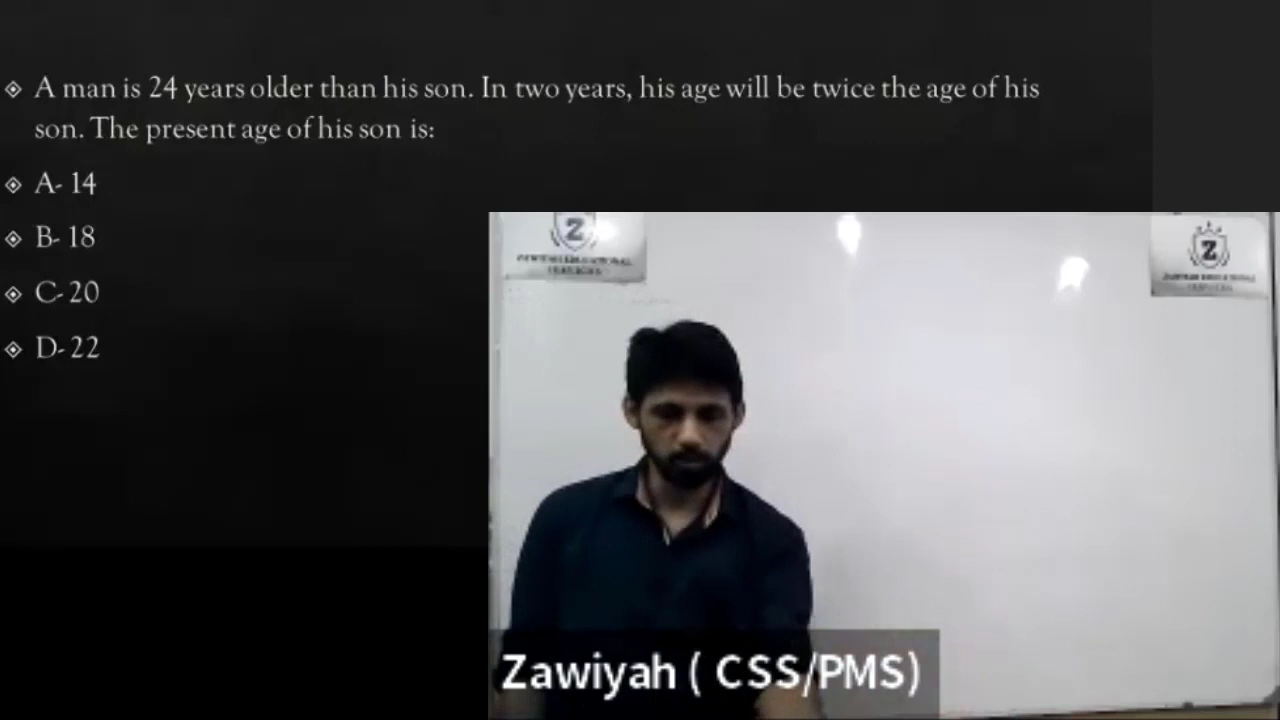 A man is 24 years older than his son. In two years, his age will be twice the age of his
son. The present age of his son is:
A- 14
B- 18
C- 20
D- 22
Z
Z
Zawiyah ( CSS/PMS)